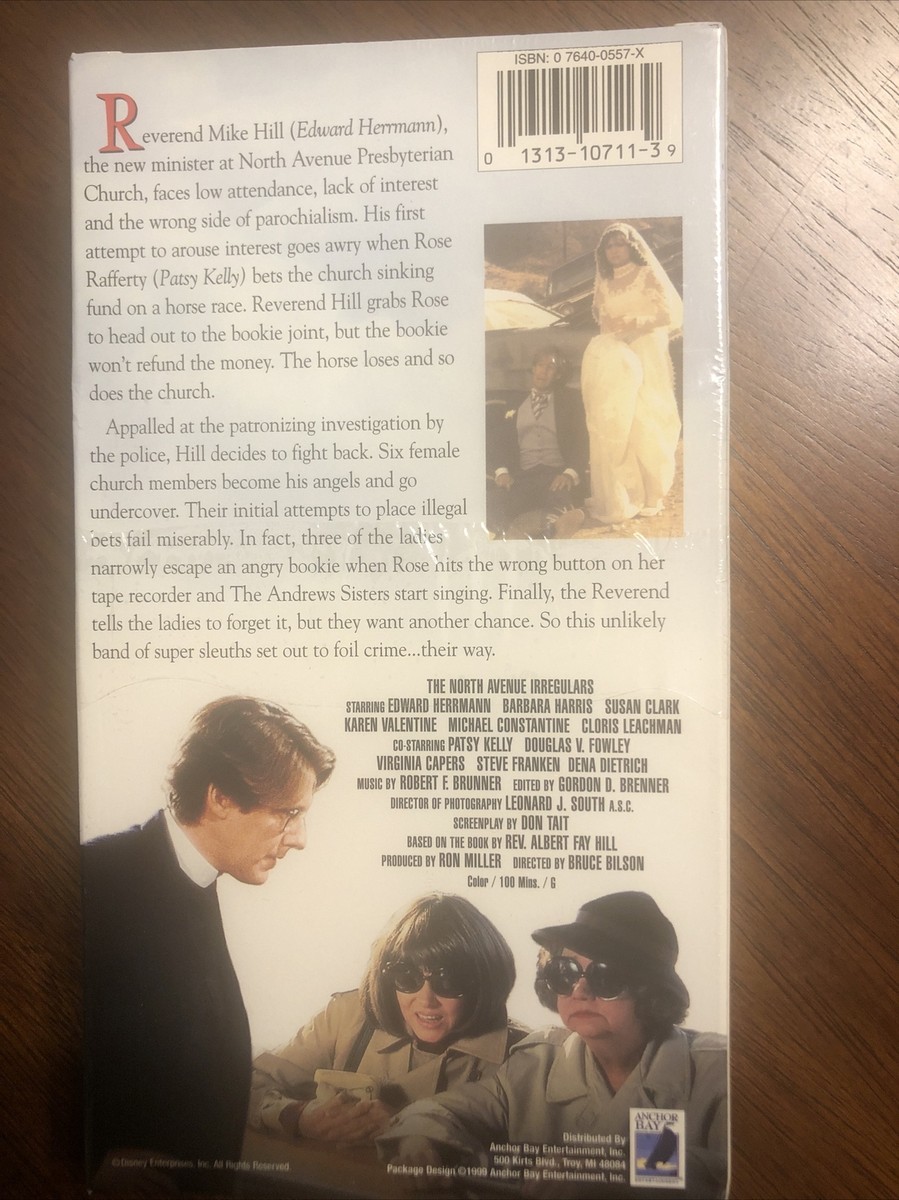 ISBN: 0 7640-0557-X
0 1313-10711-3 9
Reverend Mike Hill (Edward Herrmann),
the new minister at North Avenue Presbyterian
Church, faces low attendance, lack of interest
and the wrong side of parochialism. His first
attempt to arouse interest goes awry when Rose
Rafferty (Patsy Kelly) bets the church sinking
fund on a horse race. Reverend Hill grabs Rose
to head out to the bookie joint, but the bookie
won't refund the money. The horse loses and so
does the church.
Appalled at the patronizing investigation by
the police, Hill decides to fight back. Six female
church members become his angels and go
undercover. Their initial attempts to place illegal
bets fail miserably. In fact, three of the ladies
narrowly escape an angry bookie when Rose hits the wrong button on her
tape recorder and The Andrews Sisters start singing. Finally, the Reverend
tells the ladies to forget it, but they want another chance. So this unlikely
band of super sleuths set out to foil crime...their way.
THE NORTH AVENUE IRREGULARS
STARRING EDWARD HERRMANN BARBARA HARRIS SUSAN CLARK
KAREN VALENTINE MICHAEL CONSTANTINE CLORIS LEACHMAN
CO-STARRING PATSY KELLY DOUGLAS V. FOWLEY
VIRGINIA CAPERS STEVE FRANKEN DENA DIETRICH
MUSIC BY ROBERT F. BRUNNER EDITED BY GORDON D. BRENNER
DIRECTOR OF PHOTOGRAPHY LEONARD J. SOUTH A.S.C.
SCREENPLAY BY DON TAIT
BASED ON THE BOOK BY REV. ALBERT FAY HILL
PRODUCED BY RON MILLER DIRECTED BY BRUCE BILSON
Color / 100 Mins. / G
ANCHOR
BAY
ENTERTAINMENT
Distributed By
Anchor Bay Entertainment, Inc.
500 Kirts Blvd., Troy, MI 48084
Package Design ©1999 Anchor Bay Entertainment, Inc.
©Disney Enterprises, Inc. All Rights Reserved.